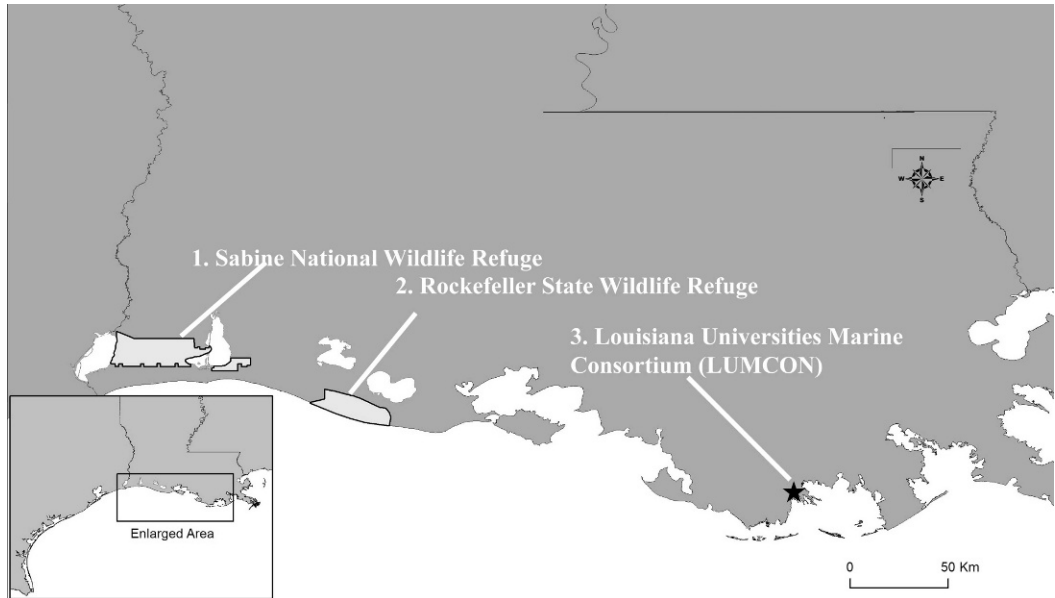 N
W E
S
1. Sabine National Wildlife Refuge
2. Rockefeller State Wildlife Refuge
3. Louisiana Universities Marine
Consortium (LUMCON)
Enlarged Area
0 50 Km